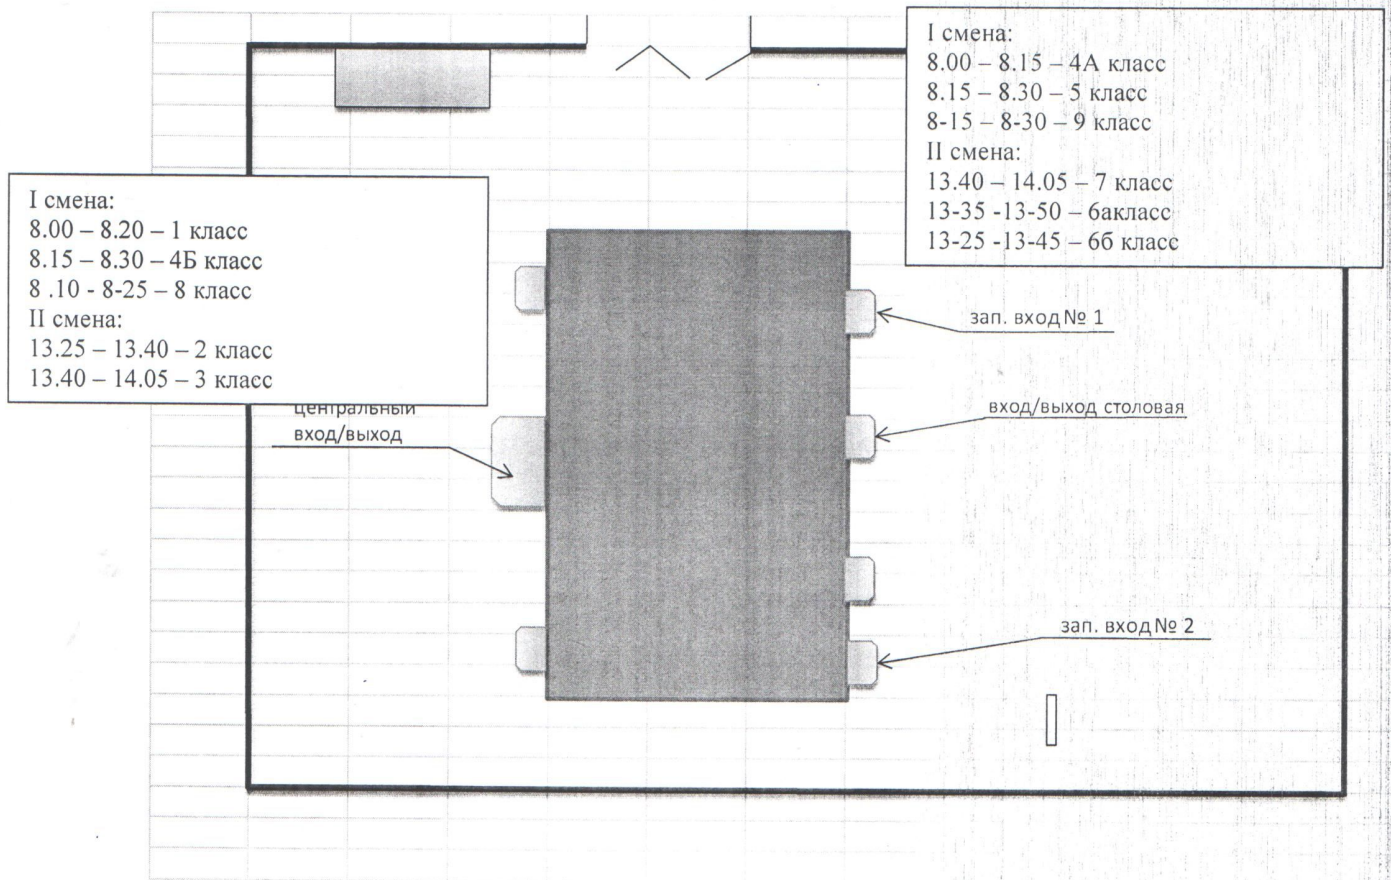 I смена:
8.00 – 8.15 – 4А класс
8.15 – 8.30 – 5 класс
8-15 – 8-30 – 9 класс
II смена:
13.40 – 14.05 – 7 класс
13-35 -13-50 – 6акласс
13-25 -13-45 – 6б класс
I смена:
8.00 – 8.20 – 1 класс
8.15 – 8.30 – 4Б класс
8 .10 - 8-25 – 8 класс
II смена:
13.25 – 13.40 – 2 класс
13.40 – 14.05 – 3 класс
центральный
вход/выход
зап. вход № 1
вход/выход столовая
зап. вход № 2